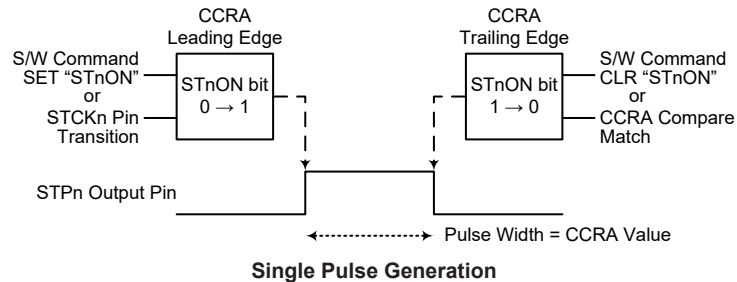 CCRA
Leading Edge
S/W Command
SET “STnON”
or
STCKn Pin
Transition
STnON bit
0 → 1
CCRA
Trailing Edge
STnON bit
1 → 0
S/W Command
CLR “STnON”
or
CCRA Compare
Match
STPn Output Pin
Pulse Width = CCRA Value
Single Pulse Generation